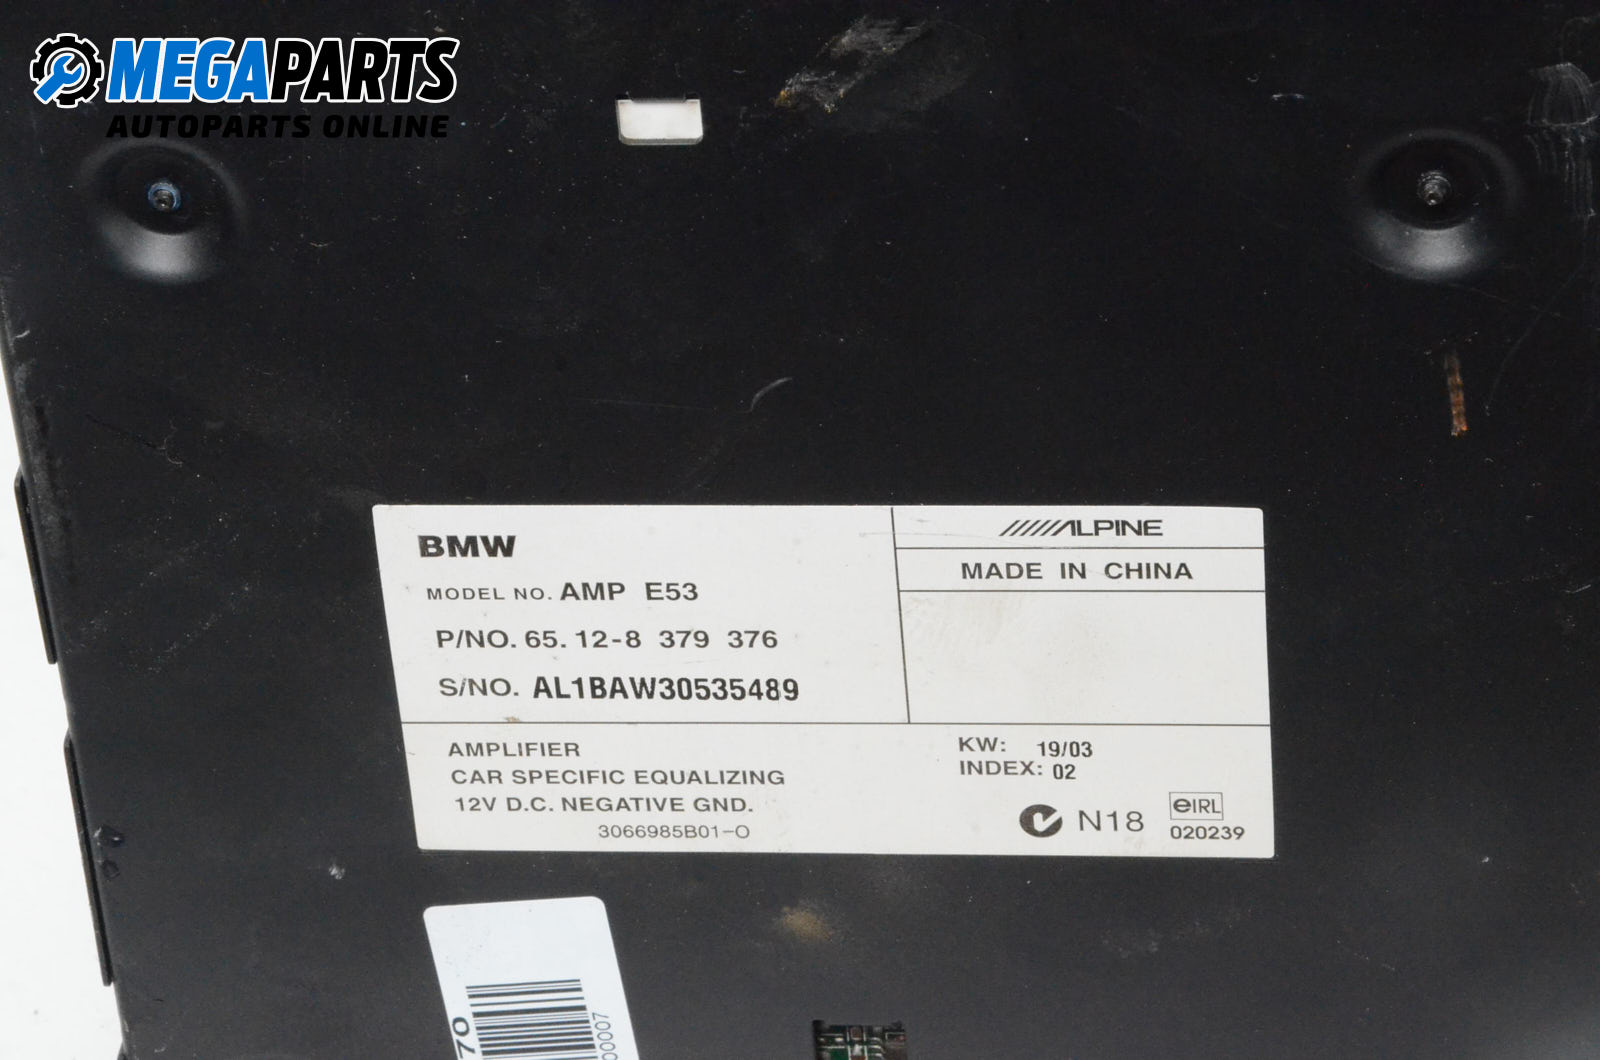 MEGAPARTS
AUTOPARTS ONLINE
BMW
MODEL NO. AMP E53
P/NO. 65. 12-8 379 376
S/NO. AL1BAW30535489
ALPINE
MADE IN CHINA
AMPLIFIER
CAR SPECIFIC EQUALIZING
12V D.C. NEGATIVE GND.
3066985B01-O
KW: 19/03
INDEX: 02
N18
eIRL
020239